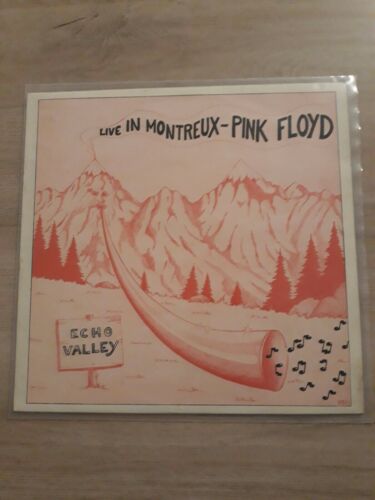 LIVE IN MONTREUX-PINK FLOYD
ECHO
VALLEY